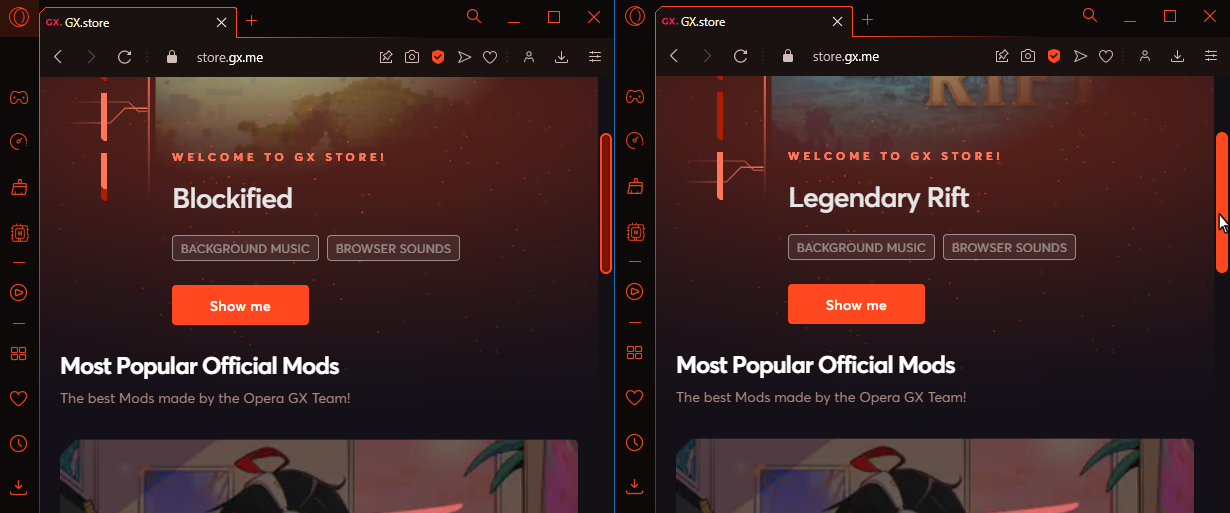 GX. GX.store
store.gx.me
WELCOME TO GX STORE!
Blockified
BACKGROUND MUSIC BROWSER SOUNDS
Show me
Most Popular Official Mods
The best Mods made by the Opera GX Team!
GX. GX.store
store.gx.me
RIFT
WELCOME TO GX STORE!
Legendary Rift
BACKGROUND MUSIC BROWSER SOUNDS
Show me
Most Popular Official Mods
The best Mods made by the Opera GX Team!